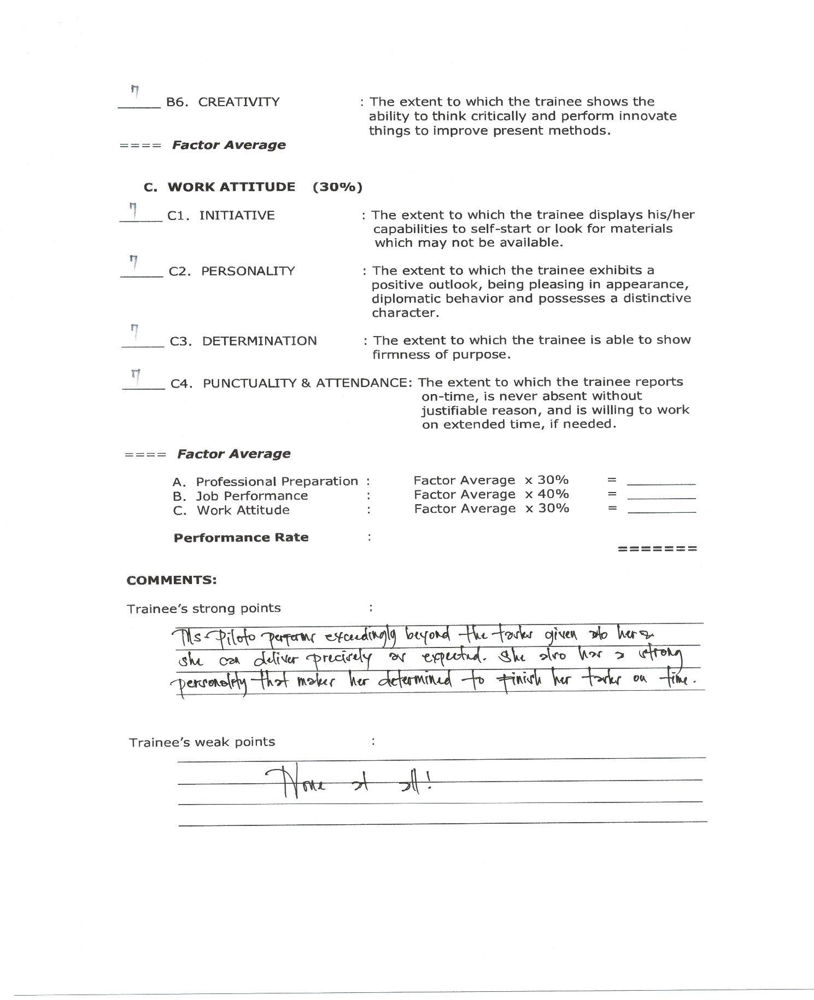 7 B6. CREATIVITY : The extent to which the trainee shows the
ability to think critically and perform innovate
things to improve present methods.
==== Factor Average
C. WORK ATTITUDE (30%)
7 C1. INITIATIVE : The extent to which the trainee displays his/her
capabilities to self-start or look for materials
which may not be available.
7 C2. PERSONALITY : The extent to which the trainee exhibits a
positive outlook, being pleasing in appearance,
diplomatic behavior and possesses a distinctive
character.
7 C3. DETERMINATION : The extent to which the trainee is able to show
firmness of purpose.
7 C4. PUNCTUALITY & ATTENDANCE: The extent to which the trainee reports
on-time, is never absent without
justifiable reason, and is willing to work
on extended time, if needed.
==== Factor Average
A. Professional Preparation : Factor Average x 30% = ________
B. Job Performance : Factor Average x 40% = ________
C. Work Attitude : Factor Average x 30% = ________
Performance Rate :
=======
COMMENTS:
Trainee's strong points :
Ms. Piloto performs exceedingly beyond the tasks given to her &
she can deliver precisely as expected. She also has a strong
personality that makes her determined to finish her tasks on time.
Trainee's weak points :
None at all!